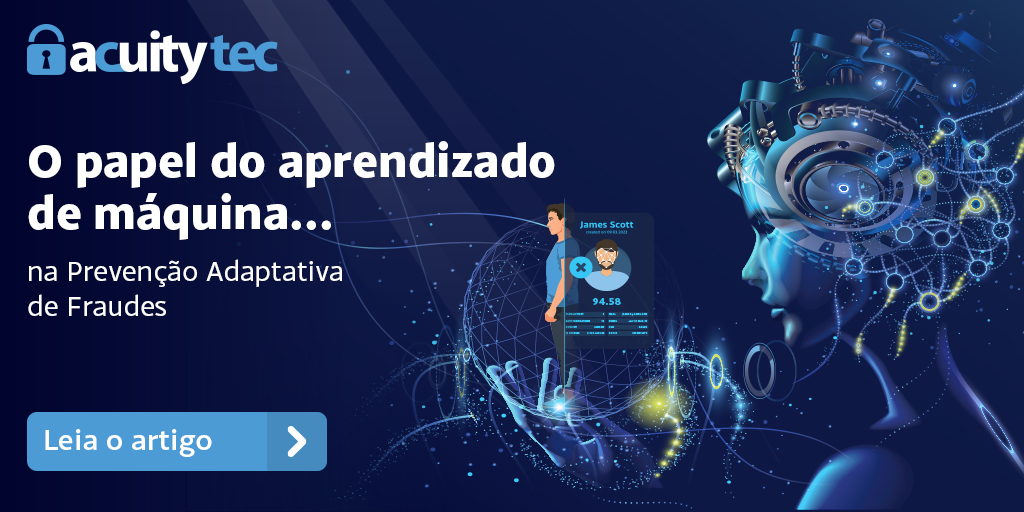 acuitytec
O papel do aprendizado
de máquina...
na Prevenção Adaptativa
de Fraudes
James Scott
94.58
Leia o artigo